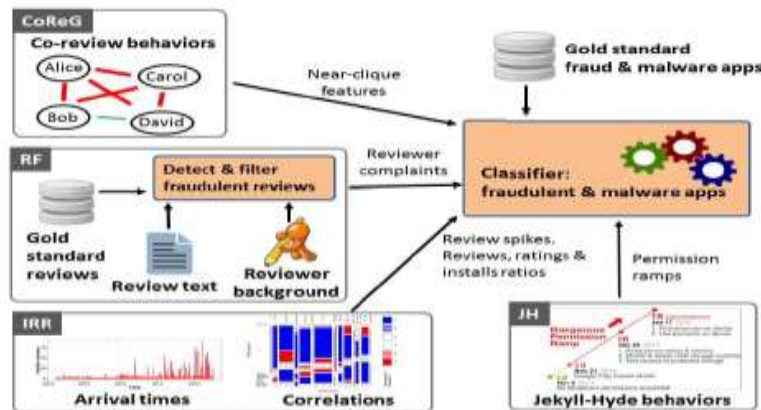 CoReG
Co-review behaviors
Alice
Carol
Bob
David
Near-clique
features
Gold standard
fraud & malware apps
RF
Detect & filter
fraudulent reviews
Gold
standard
reviews
Review text
Reviewer
background
Reviewer
complaints
Classifier:
fraudulent & malware apps
Review spikes,
Reviews, ratings &
installs ratios
Permission
ramps
IRR
Arrival times
Correlations
JH
Dangerous
Permission
Ramp
Jekyll-Hyde behaviors